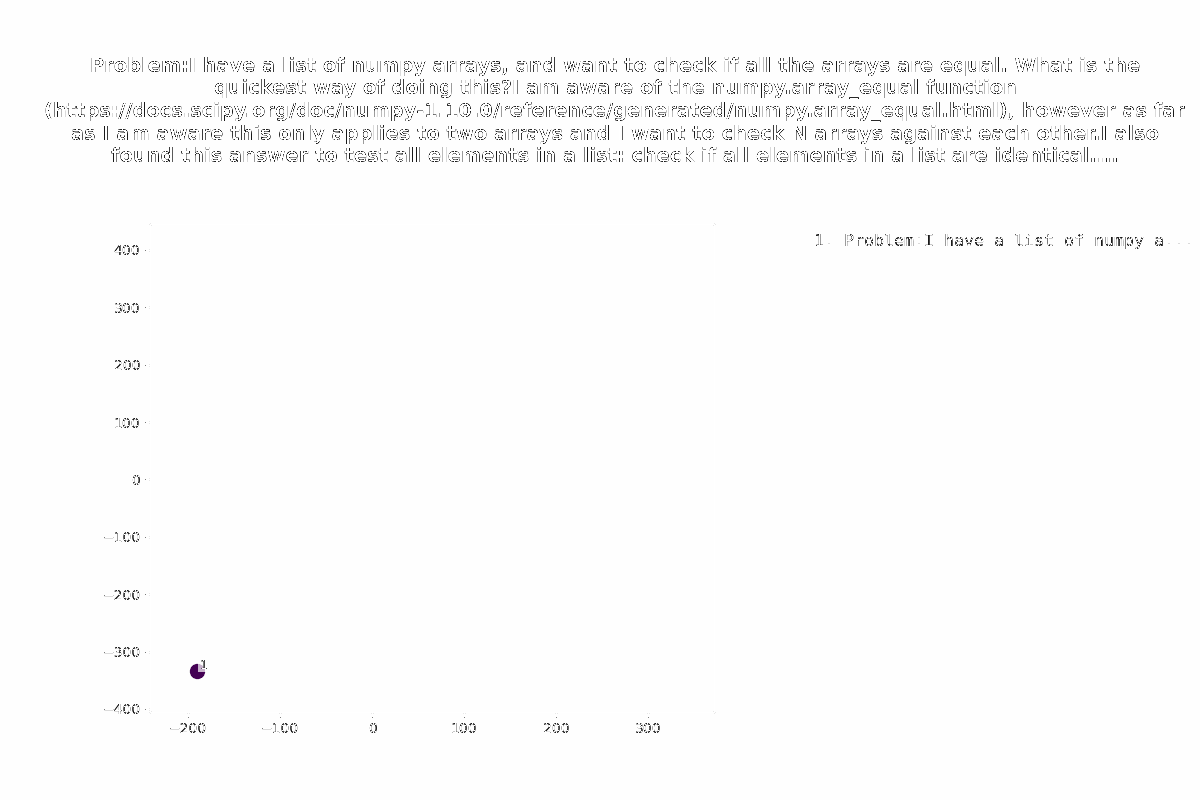 Problem:I have a list of numpy arrays, and want to check if all the arrays are equal. What is the
quickest way of doing this?I am aware of the numpy.array_equal function
(https://docs.scipy.org/doc/numpy-1.10.0/reference/generated/numpy.array_equal.html), however as far
as I am aware this only applies to two arrays and I want to check N arrays against each other.I also
found this answer to test all elements in a list: check if all elements in a list are identical.....
1. Problem:I have a list of numpy a...
400
300
200
100
0
−100
−200
−300
−400
1
−200 −100 0 100 200 300